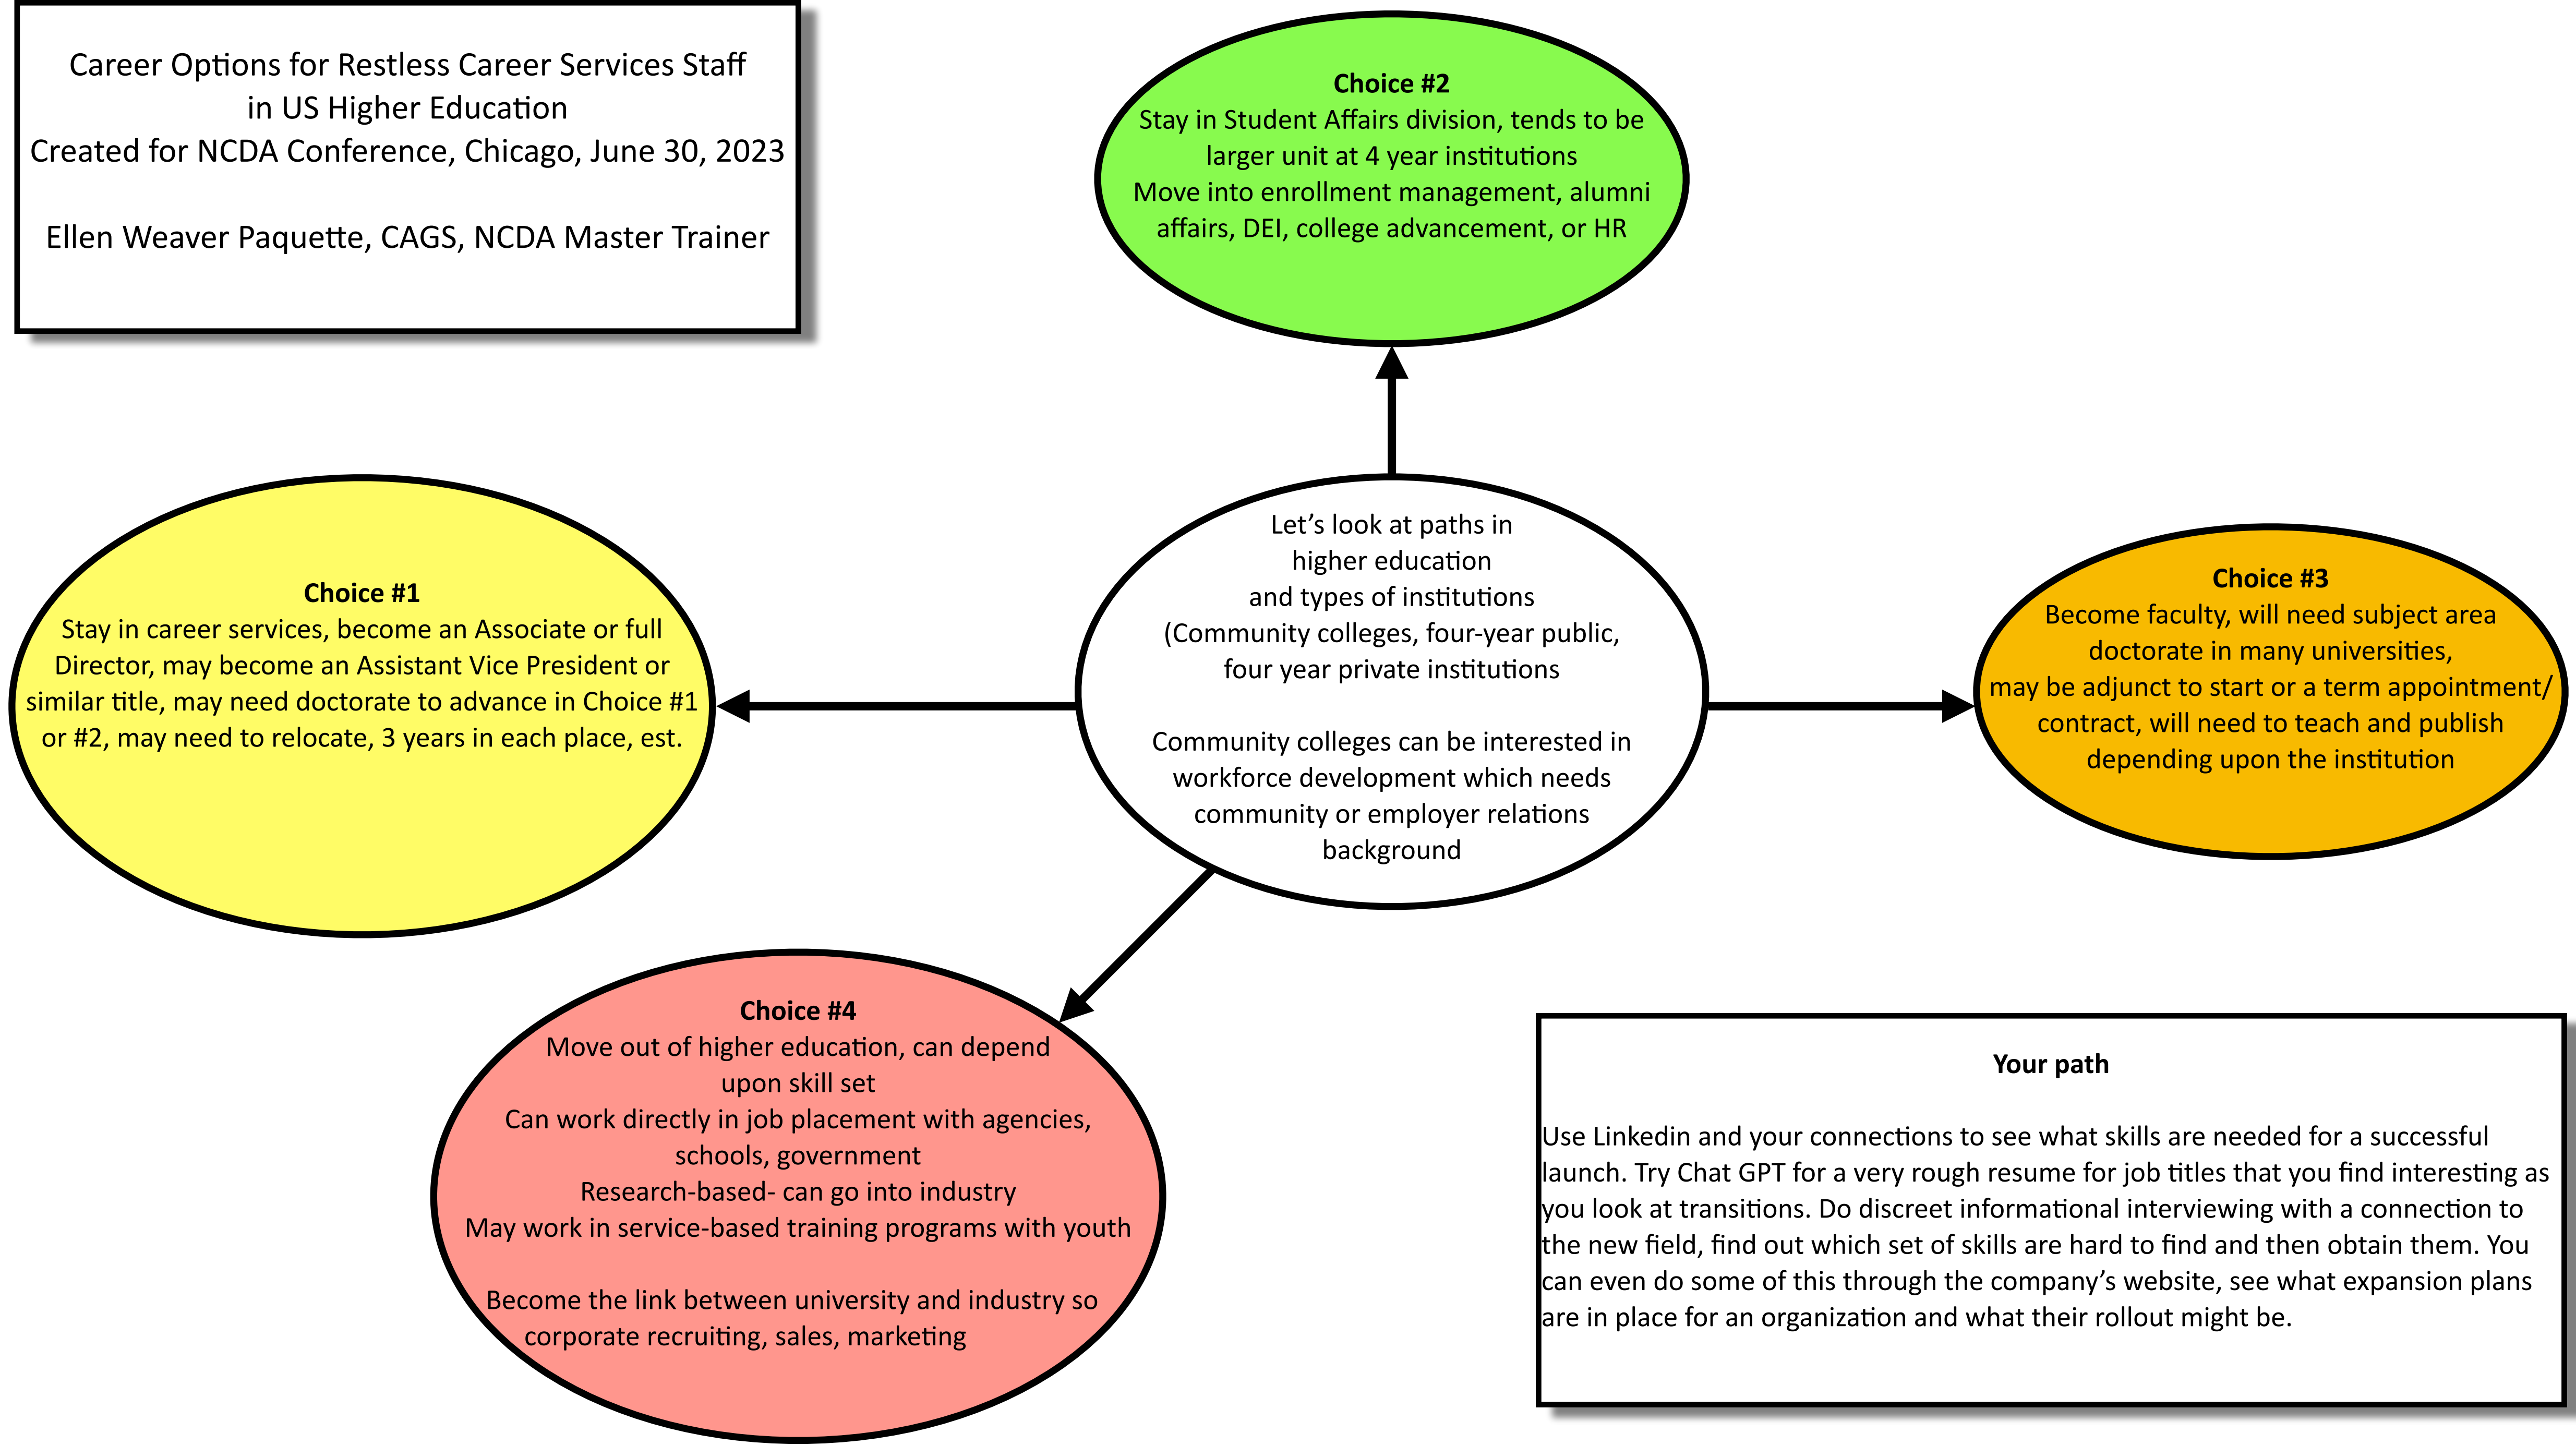 Career Options for Restless Career Services Staff
in US Higher Education
Created for NCDA Conference, Chicago, June 30, 2023
Ellen Weaver Paquette, CAGS, NCDA Master Trainer
Choice #2
Stay in Student Affairs division, tends to be
larger unit at 4 year institutions
Move into enrollment management, alumni
affairs, DEI, college advancement, or HR
Choice #1
Stay in career services, become an Associate or full
Director, may become an Assistant Vice President or
similar title, may need doctorate to advance in Choice #1
or #2, may need to relocate, 3 years in each place, est.
Let’s look at paths in
higher education
and types of institutions
(Community colleges, four-year public,
four year private institutions
Community colleges can be interested in
workforce development which needs
community or employer relations
background
Choice #3
Become faculty, will need subject area
doctorate in many universities,
may be adjunct to start or a term appointment/
contract, will need to teach and publish
depending upon the institution
Choice #4
Move out of higher education, can depend
upon skill set
Can work directly in job placement with agencies,
schools, government
Research-based- can go into industry
May work in service-based training programs with youth
Become the link between university and industry so
corporate recruiting, sales, marketing
Your path
Use Linkedin and your connections to see what skills are needed for a successful
launch. Try Chat GPT for a very rough resume for job titles that you find interesting as
you look at transitions. Do discreet informational interviewing with a connection to
the new field, find out which set of skills are hard to find and then obtain them. You
can even do some of this through the company’s website, see what expansion plans
are in place for an organization and what their rollout might be.